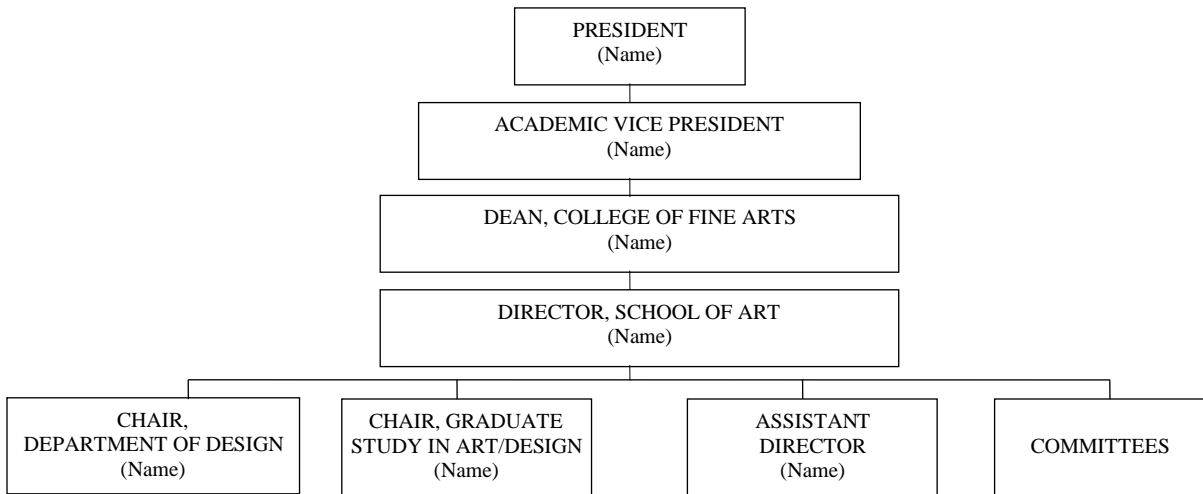 PRESIDENT
(Name)
ACADEMIC VICE PRESIDENT
(Name)
DEAN, COLLEGE OF FINE ARTS
(Name)
DIRECTOR, SCHOOL OF ART
(Name)
CHAIR,
DEPARTMENT OF DESIGN
(Name)
CHAIR, GRADUATE
STUDY IN ART/DESIGN
(Name)
ASSISTANT
DIRECTOR
(Name)
COMMITTEES